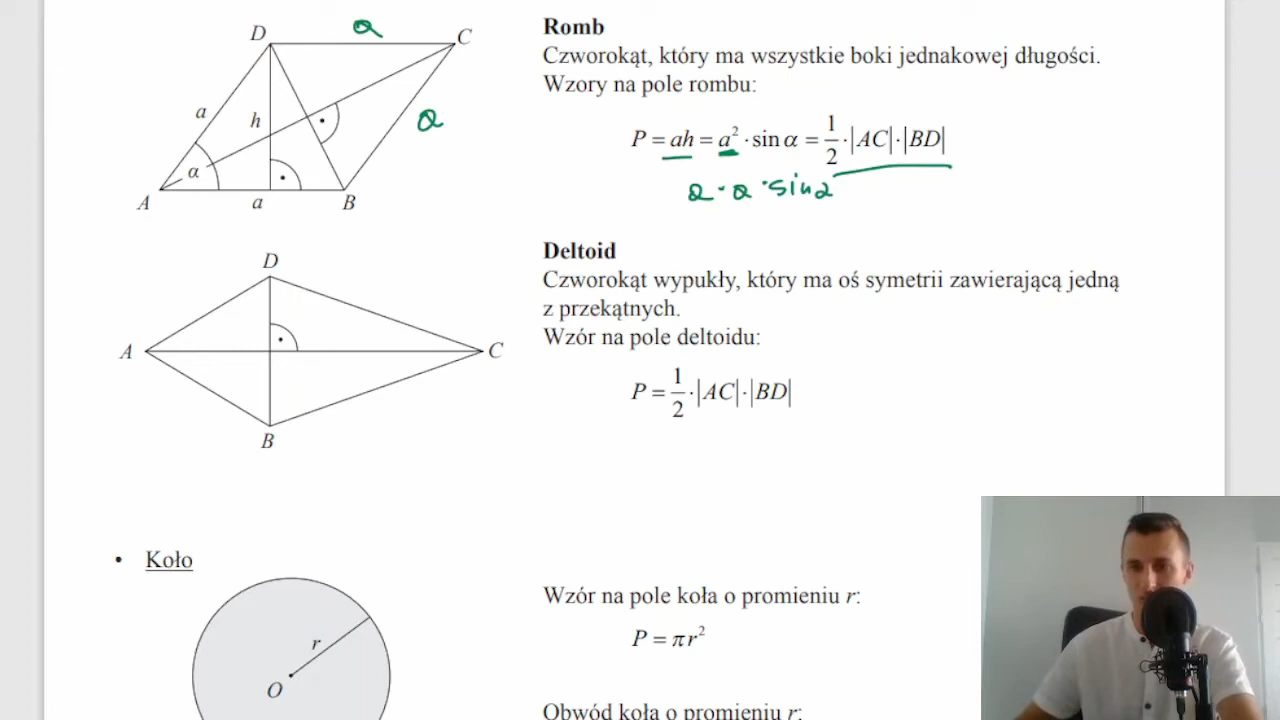 D
a
C
a
h
a
α
A
a
B
Romb
Czworokąt, który ma wszystkie boki jednakowej długości.
Wzory na pole rombu:
P = ah = a² · sin α = 1/2 · |AC| · |BD|
a · a · sin α
D
A
C
B
Deltoid
Czworokąt wypukły, który ma oś symetrii zawierającą jedną
z przekątnych.
Wzór na pole deltoidu:
P = 1/2 · |AC| · |BD|
• Koło
r
O
Wzór na pole koła o promieniu r:
P = πr²
Obwód koła o promieniu r: